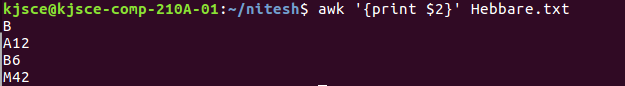 kjsce@kjsce-comp-210A-01:~/nitesh$ awk '{print $2}' Hebbare.txt
B
A12
B6
M42